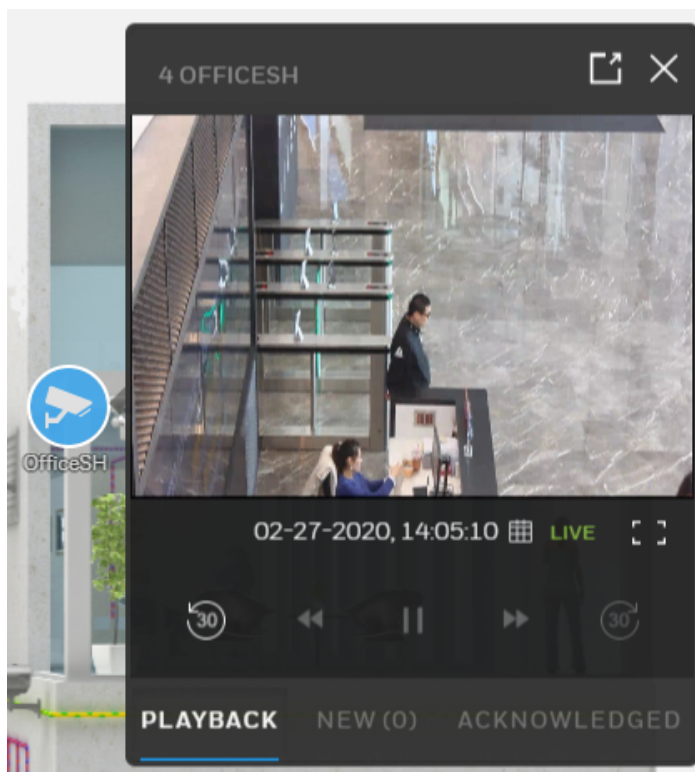 4 OFFICESH
OfficeSH
02-27-2020, 14:05:10 LIVE
30 30
PLAYBACK NEW (0) ACKNOWLEDGED